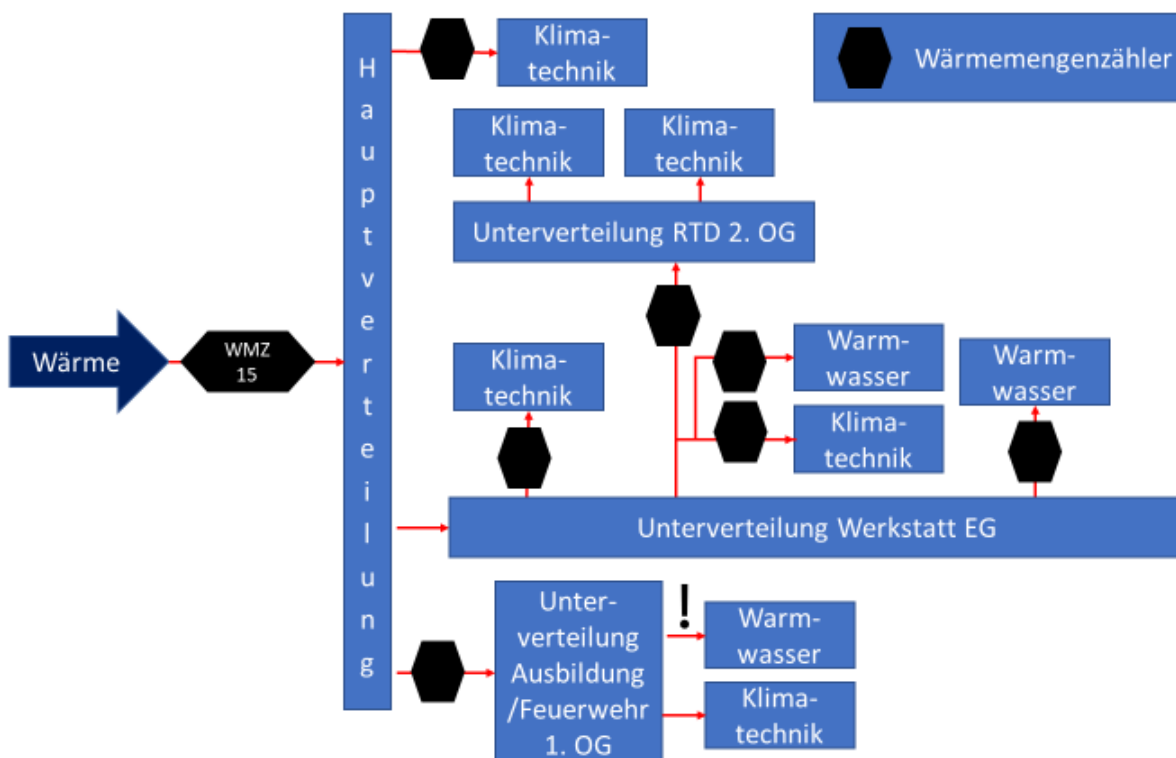 Klima-
technik
Wärmemengenzähler
Klima-
technik
Klima-
technik
Unterverteilung RTD 2. OG
Wärme
WMZ
15
H
a
u
p
t
v
e
r
t
e
i
l
u
n
g
Klima-
technik
Warm-
wasser
Warm-
wasser
Klima-
technik
Unterverteilung Werkstatt EG
Unter-
verteilung
Ausbildung
/Feuerwehr
1. OG
!
Warm-
wasser
Klima-
technik